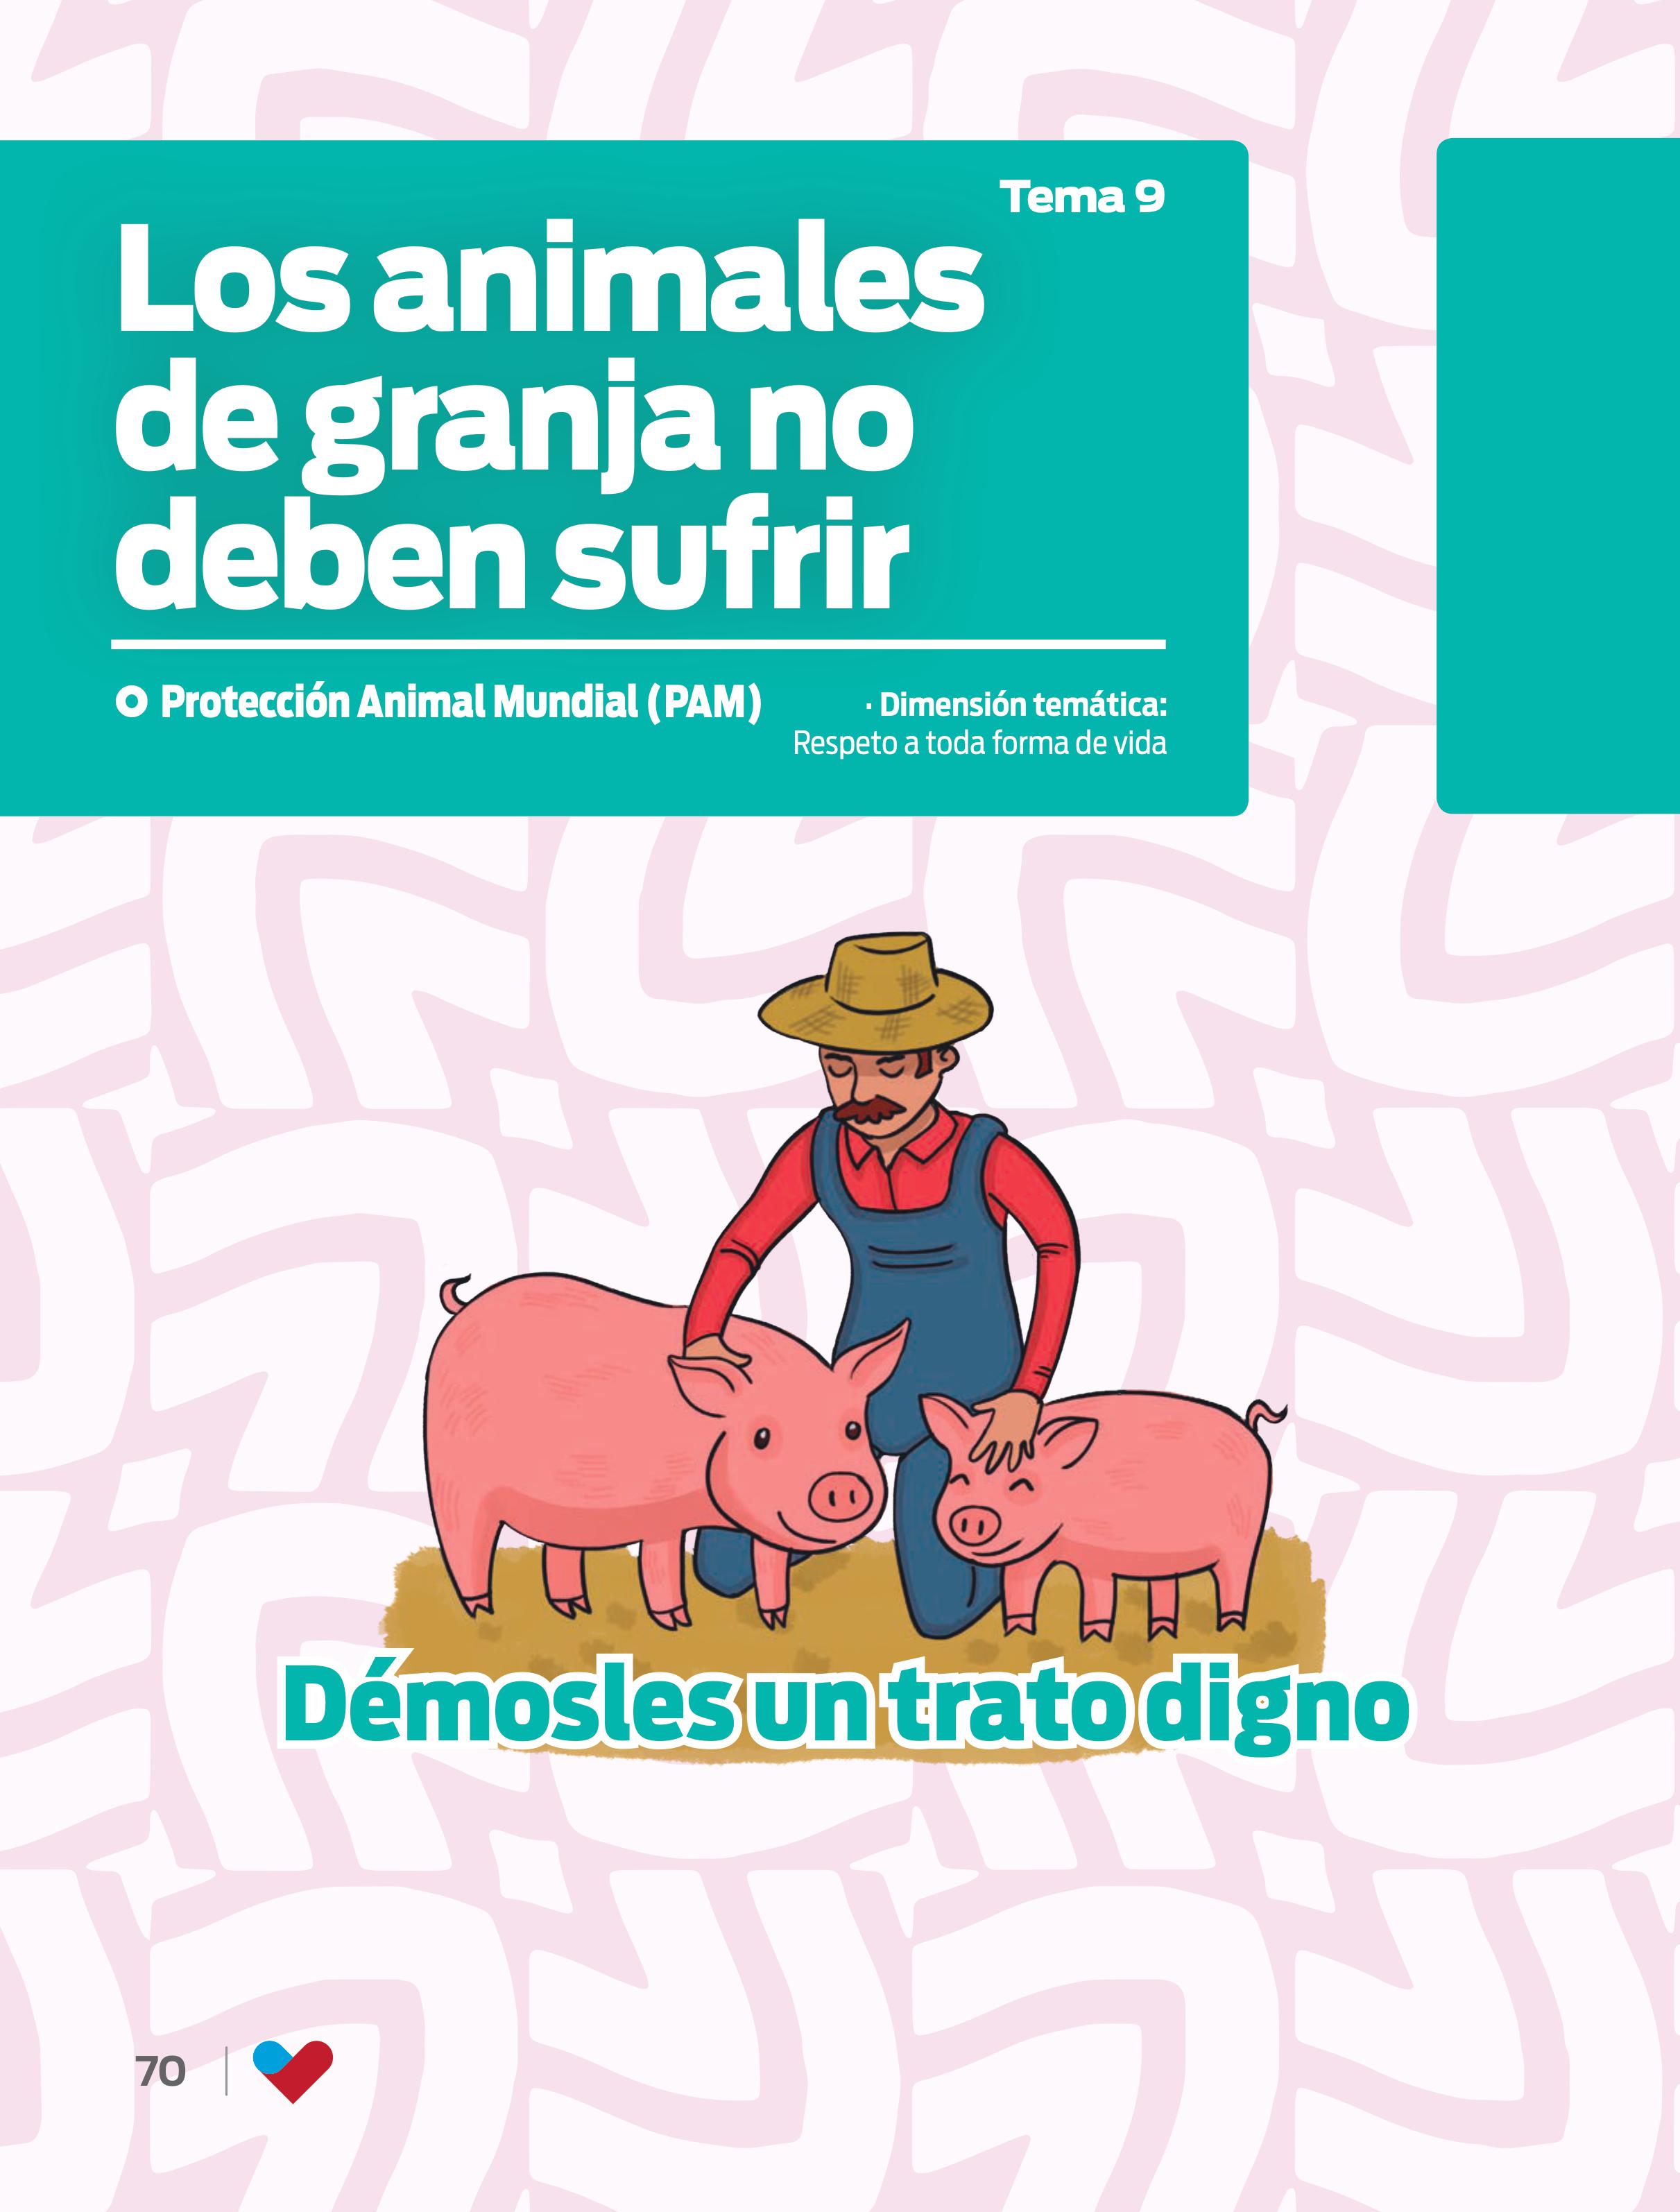 Tema 9
Los animales
de granja no
deben sufrir
Protección Animal Mundial (PAM)
· Dimensión temática:
Respeto a toda forma de vida
Démosles un trato digno
70